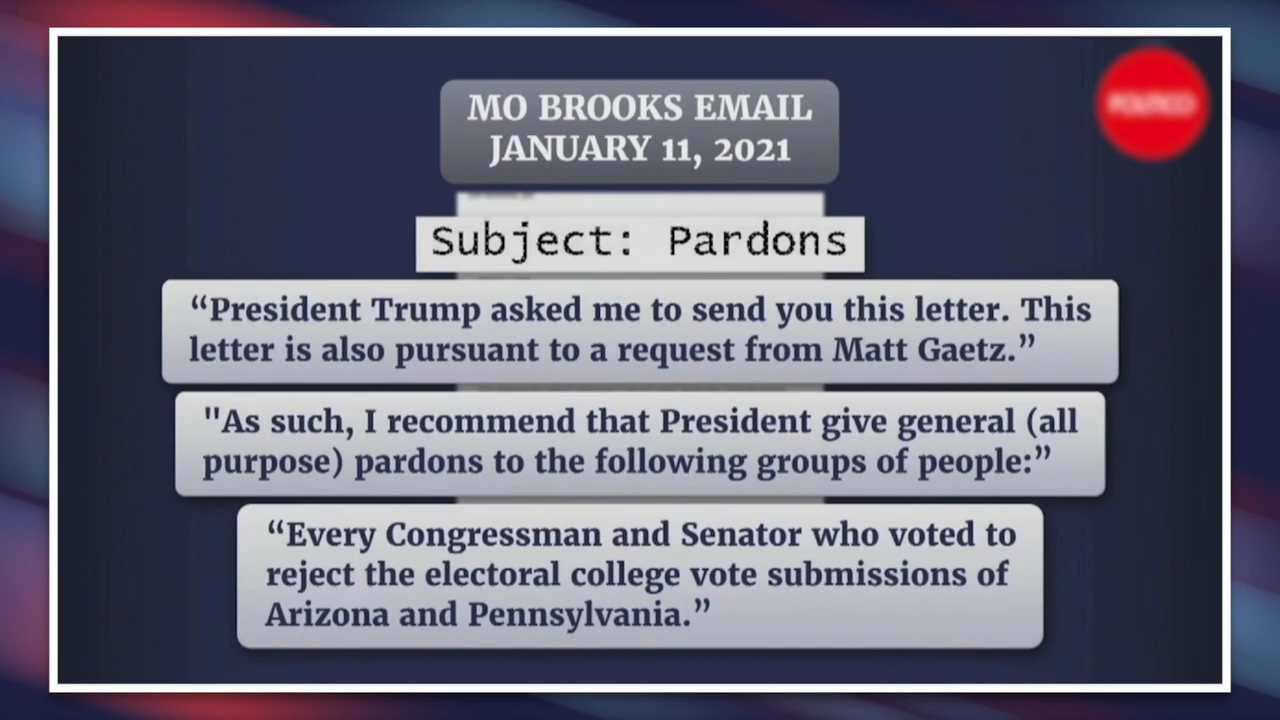 MO BROOKS EMAIL
JANUARY 11, 2021
POLITICO
Subject: Pardons
“President Trump asked me to send you this letter. This
letter is also pursuant to a request from Matt Gaetz.”
"As such, I recommend that President give general (all
purpose) pardons to the following groups of people:”
“Every Congressman and Senator who voted to
reject the electoral college vote submissions of
Arizona and Pennsylvania.”